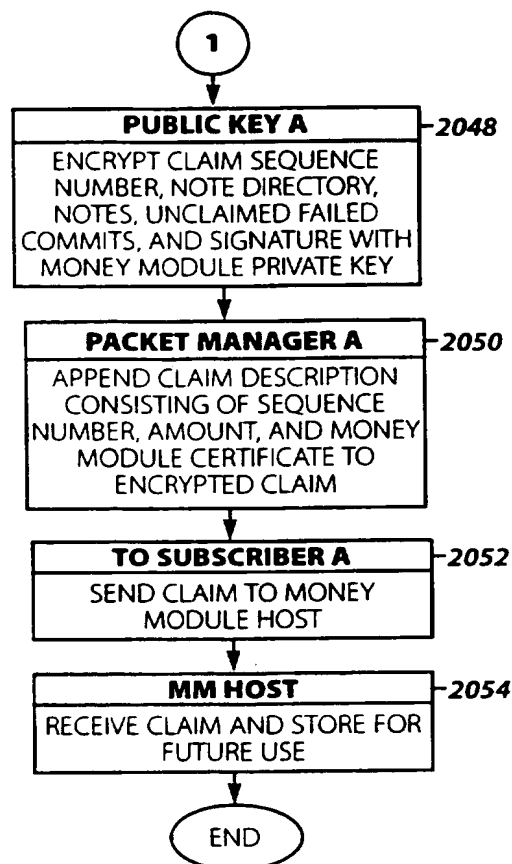 1
PUBLIC KEY A
2048
ENCRYPT CLAIM SEQUENCE
NUMBER, NOTE DIRECTORY,
NOTES, UNCLAIMED FAILED
COMMITS, AND SIGNATURE WITH
MONEY MODULE PRIVATE KEY
PACKET MANAGER A
2050
APPEND CLAIM DESCRIPTION
CONSISTING OF SEQUENCE
NUMBER, AMOUNT, AND MONEY
MODULE CERTIFICATE TO
ENCRYPTED CLAIM
TO SUBSCRIBER A
2052
SEND CLAIM TO MONEY
MODULE HOST
MM HOST
2054
RECEIVE CLAIM AND STORE FOR
FUTURE USE
END